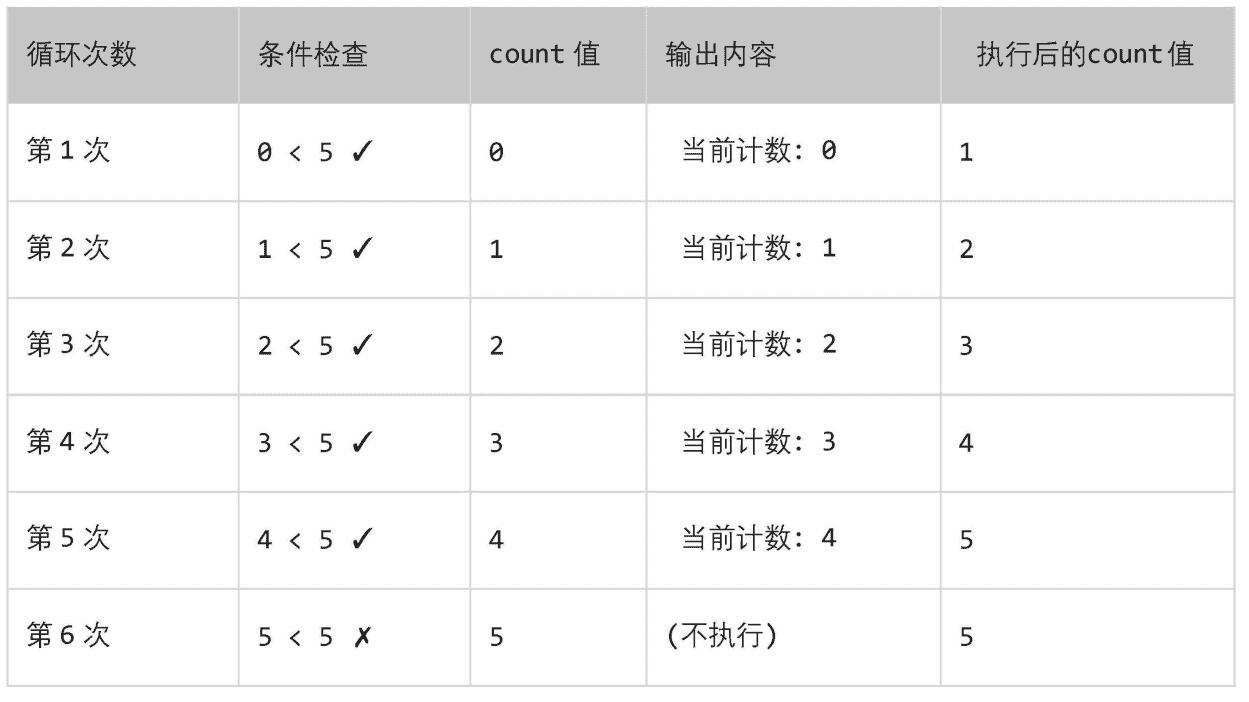 循环次数 条件检查 count 值 输出内容 执行后的count值
第 1 次 0 < 5 ✓ 0 当前计数: 0 1
第 2 次 1 < 5 ✓ 1 当前计数: 1 2
第 3 次 2 < 5 ✓ 2 当前计数: 2 3
第 4 次 3 < 5 ✓ 3 当前计数: 3 4
第 5 次 4 < 5 ✓ 4 当前计数: 4 5
第 6 次 5 < 5 ✗ 5 (不执行) 5